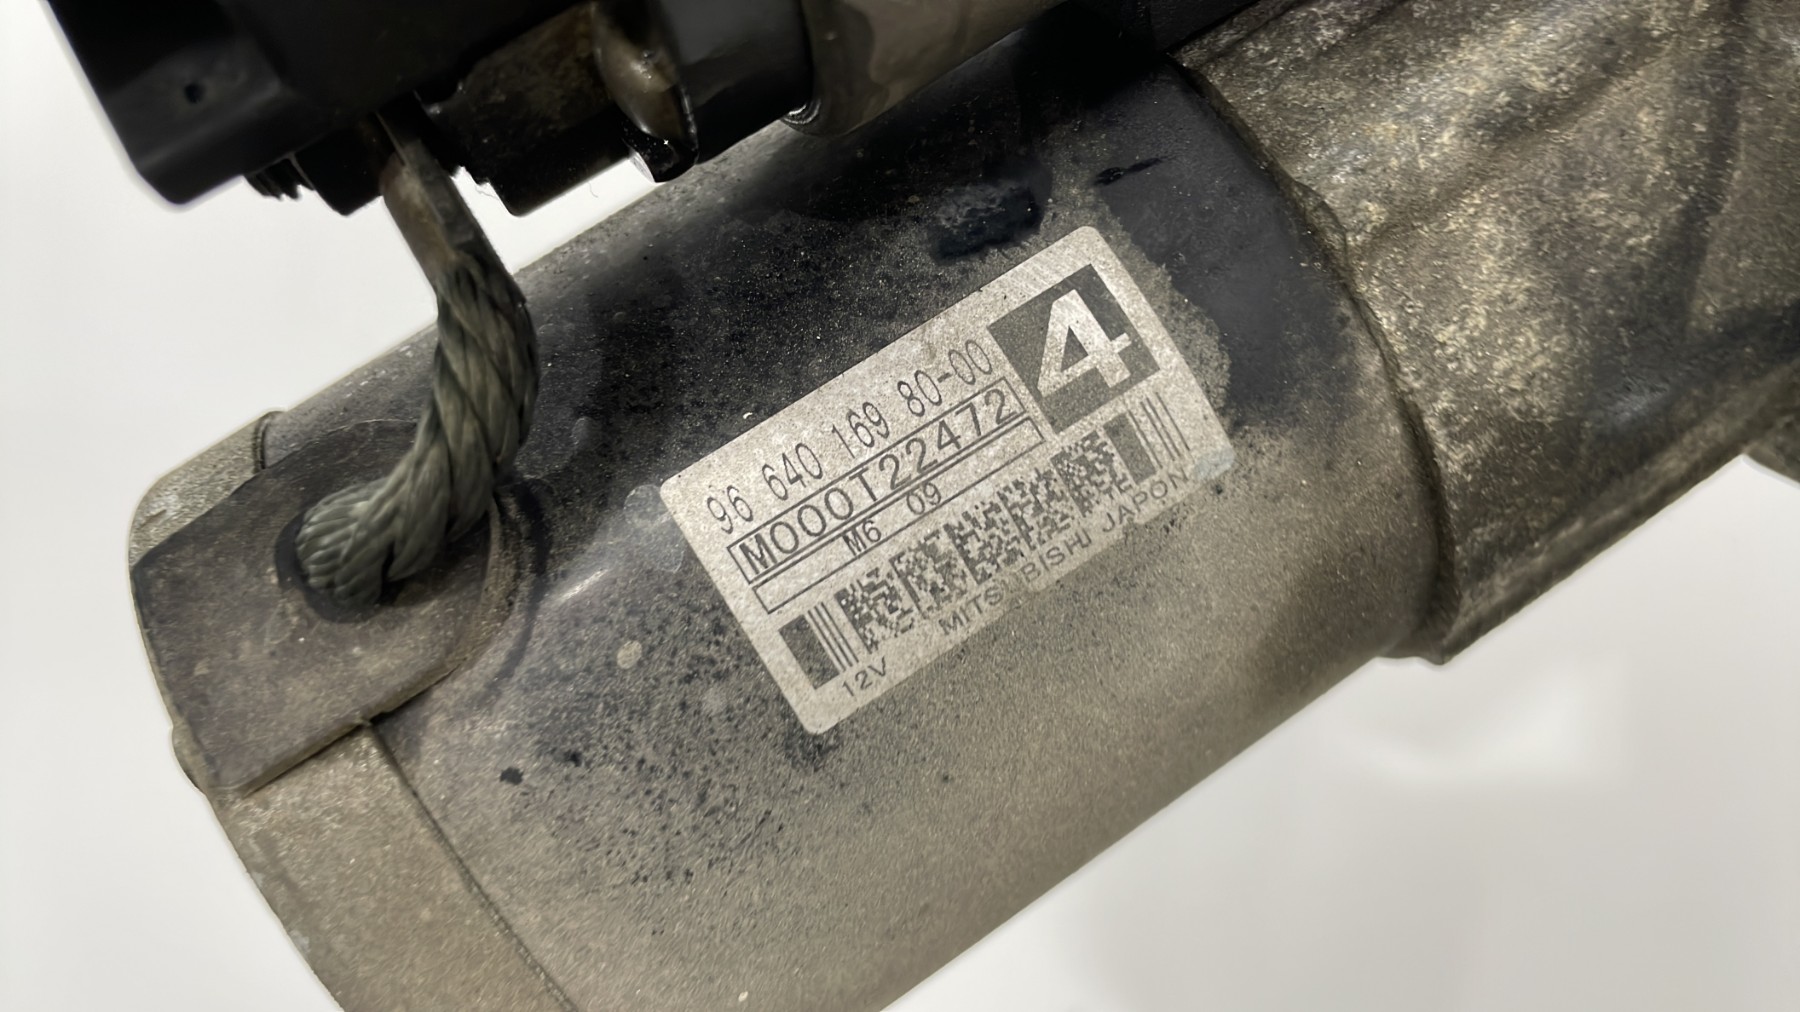 96 640 169 80-00
4
M000T22472
M6 09
12V MITSUBISHI JAPON